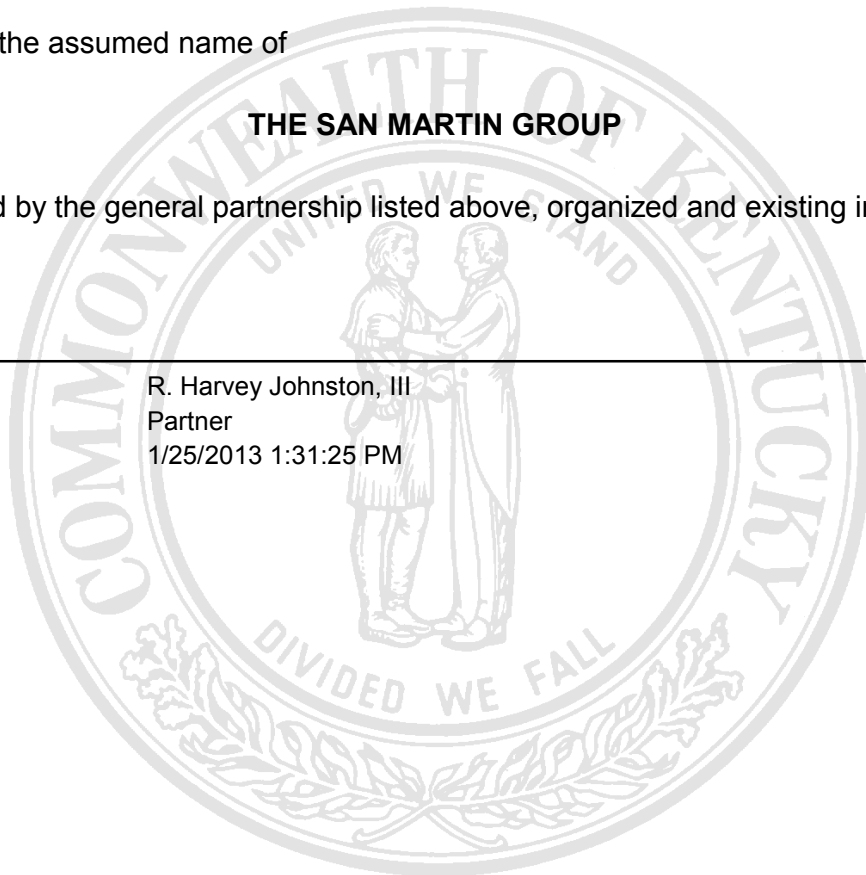 the assumed name of
THE SAN MARTIN GROUP
d by the general partnership listed above, organized and existing in
R. Harvey Johnston, III
Partner
1/25/2013 1:31:25 PM
COMMONWEALTH OF KENTUCKY
UNITED WE STAND
DIVIDED WE FALL